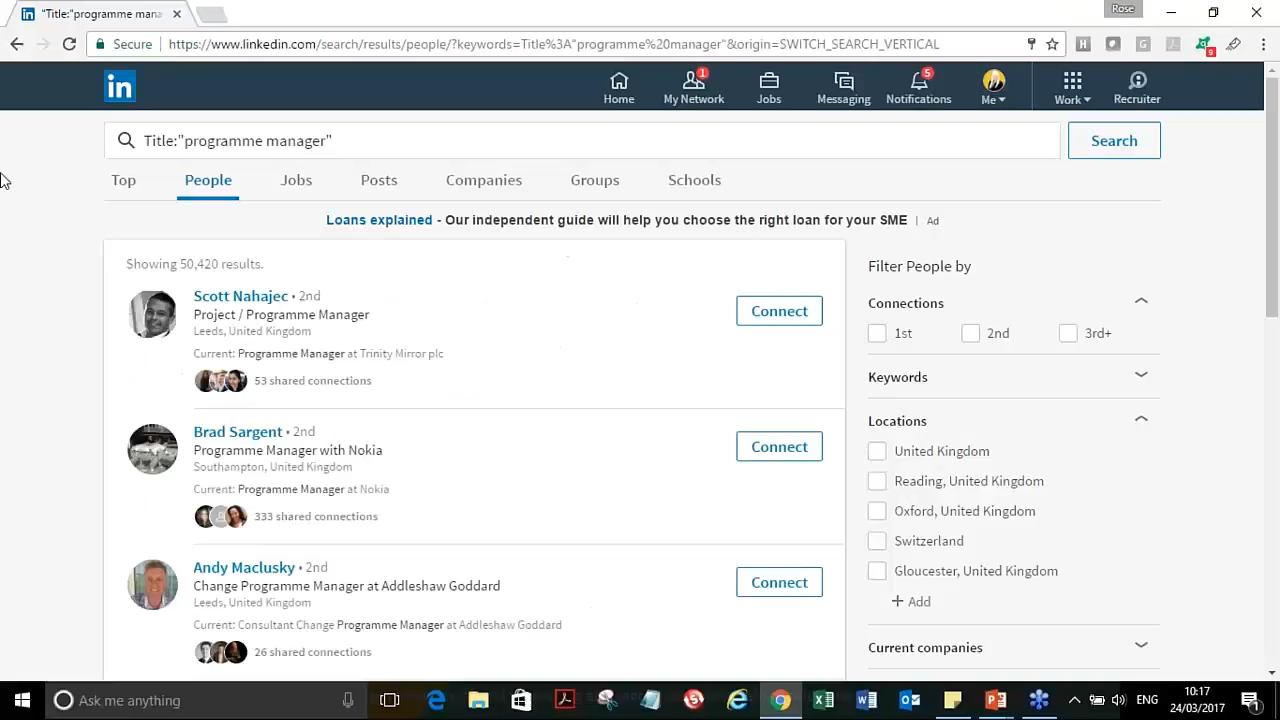 "Title:"programme mana
Rose
Secure https://www.linkedin.com/search/results/people/?keywords=Title%3A"programme%20manager"&origin=SWITCH_SEARCH_VERTICAL
H
G
9
in
1
5
Home
My Network
Jobs
Messaging
Notifications
Me
Work
Recruiter
Title:"programme manager"
Search
Top
People
Jobs
Posts
Companies
Groups
Schools
Loans explained - Our independent guide will help you choose the right loan for your SME | Ad
Showing 50,420 results.
Scott Nahajec • 2nd
Project / Programme Manager
Leeds, United Kingdom
Current: Programme Manager at Trinity Mirror plc
53 shared connections
Connect
Brad Sargent • 2nd
Programme Manager with Nokia
Southampton, United Kingdom
Current: Programme Manager at Nokia
333 shared connections
Connect
Andy Maclusky • 2nd
Change Programme Manager at Addleshaw Goddard
Leeds, United Kingdom
Current: Consultant Change Programme Manager at Addleshaw Goddard
26 shared connections
Connect
Filter People by
Connections
1st
2nd
3rd+
Keywords
Locations
United Kingdom
Reading, United Kingdom
Oxford, United Kingdom
Switzerland
Gloucester, United Kingdom
+ Add
Current companies
Ask me anything
ENG
10:17
24/03/2017
1